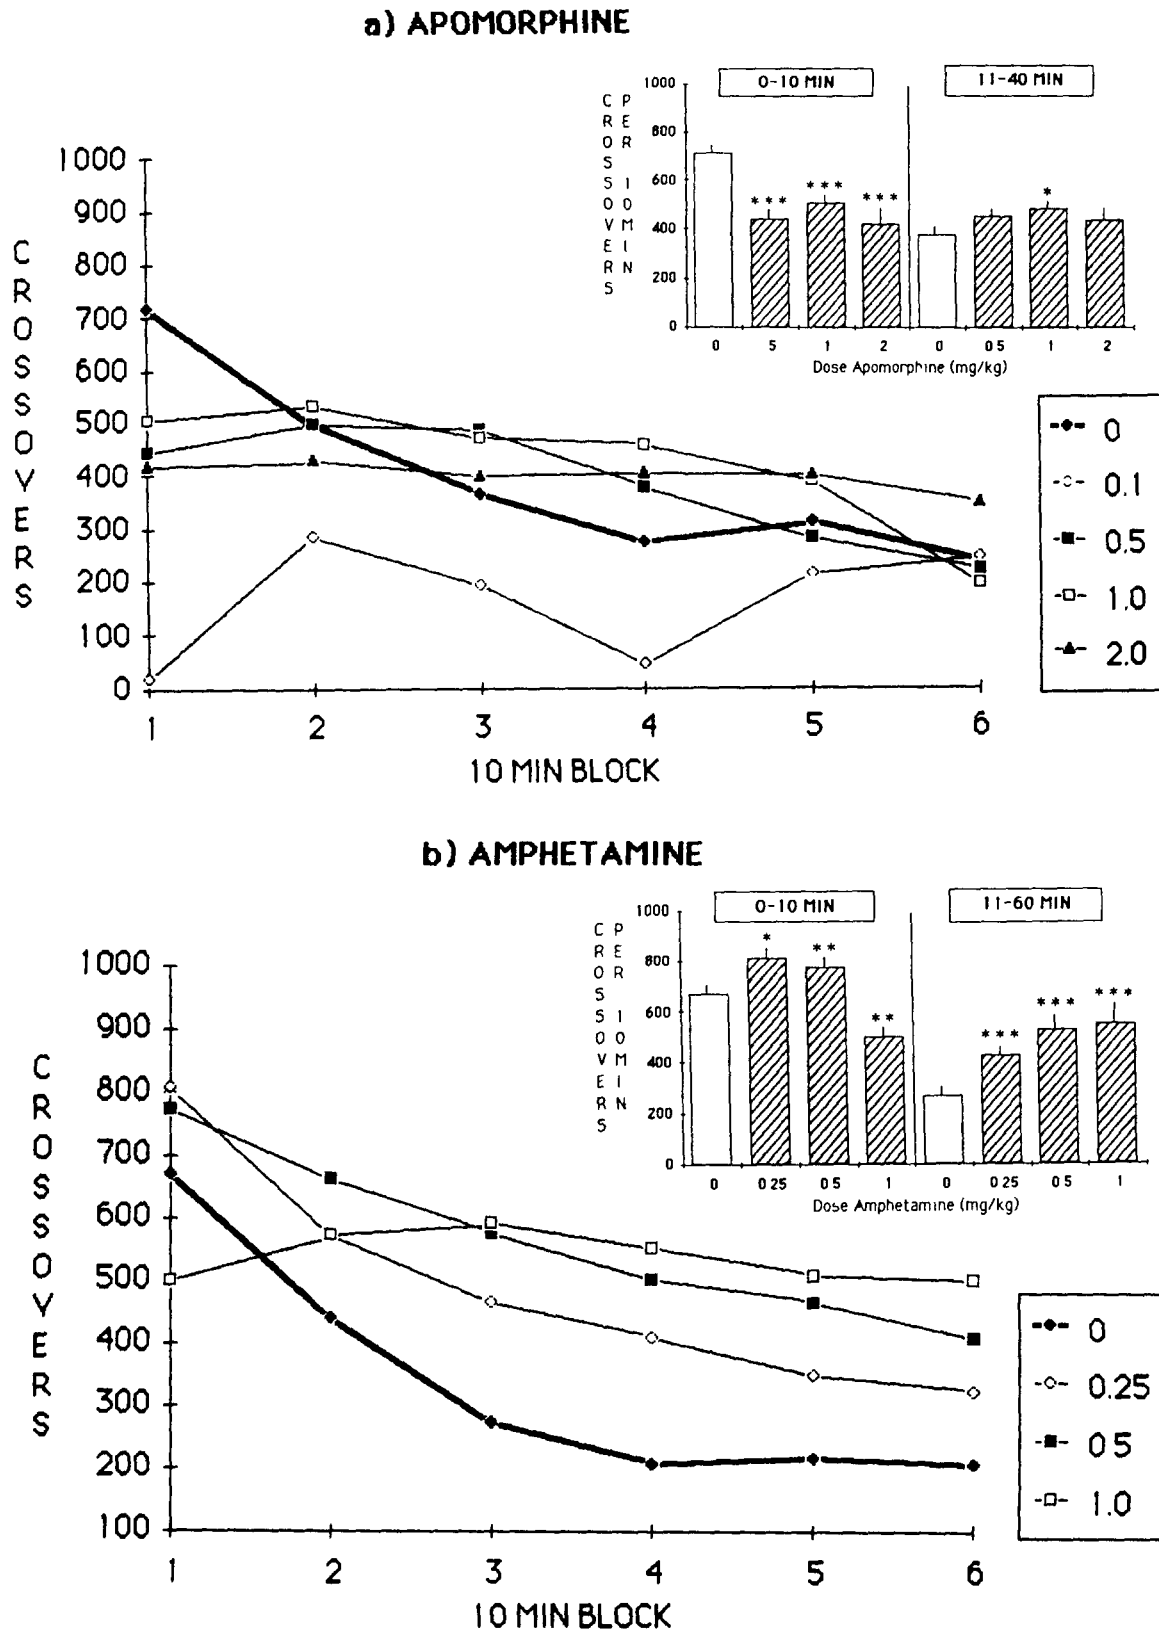 a) APOMORPHINE
1000
900
800
700
600
500
400
300
200
100
0
CROSSOVERS
1 2 3 4 5 6
10 MIN BLOCK
0-10 MIN 11-40 MIN
CROSSOVERS
PER 10MIN
1000
800
600
400
200
0
*** *** *** *
0 5 1 2 0 0 5 1 2
Dose Apomorphine (mg/kg)
0
0.1
0.5
1.0
2.0
b) AMPHETAMINE
1000
900
800
700
600
500
400
300
200
100
CROSSOVERS
1 2 3 4 5 6
10 MIN BLOCK
0-10 MIN 11-60 MIN
CROSSOVERS
PER 10MIN
1000
800
600
400
200
0
* ** ** *** *** ***
0 0 25 0 5 1 0 0 25 0 5 1
Dose Amphetamine (mg/kg)
0
0.25
0 5
1.0